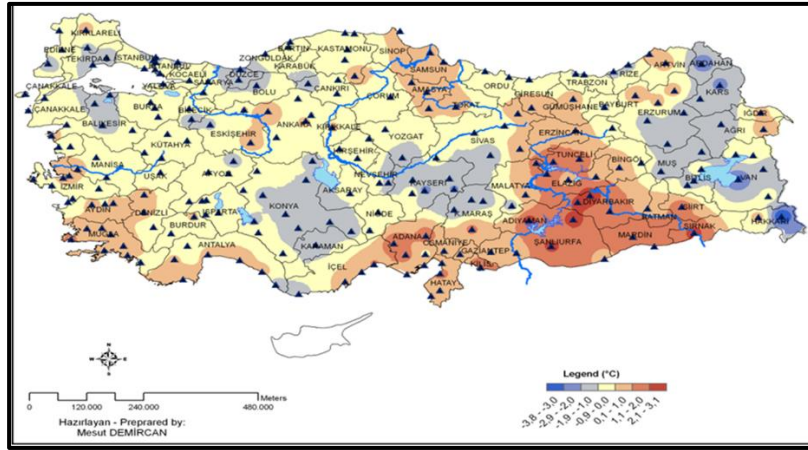 KIRKLARELİ
EDİRNE
TEKİRDAĞ
İSTANBUL
İSTANBUL
KOCAELİ
YALOVA
SAKARYA
DÜZCE
ZONGULDAK
BARTIN
KARABÜK
KASTAMONU
SİNOP
SAMSUN
ORDU
GİRESUN
TRABZON
RİZE
ARTVİN
ARDAHAN
KARS
IĞDIR
AĞRI
ERZURUM
BAYBURT
GÜMÜŞHANE
ERZİNCAN
TOKAT
AMASYA
ÇORUM
ÇANKIRI
BOLU
ÇANAKKALE
ÇANAKKALE
BALIKESİR
BURSA
BİLECİK
ESKİŞEHİR
ANKARA
KIRIKKALE
YOZGAT
SİVAS
TUNCELİ
BİNGÖL
MUŞ
BİTLİS
VAN
HAKKARİ
ŞIRNAK
SİİRT
BATMAN
MARDİN
DİYARBAKIR
ELAZIĞ
MALATYA
ADIYAMAN
ŞANLIURFA
GAZİANTEP
KİLİS
HATAY
OSMANİYE
K.MARAŞ
ADANA
KAYSERİ
NEVŞEHİR
KIRŞEHİR
AKSARAY
NİĞDE
KONYA
KARAMAN
İÇEL
ANTALYA
ISPARTA
BURDUR
AFYON
KÜTAHYA
UŞAK
MANİSA
İZMİR
AYDIN
DENİZLİ
MUĞLA
Meters
0 120.000 240.000 480.000
Hazırlayan - Preprared by:
Mesut DEMİRCAN
Legend (°C)
-3.8 - -3.0
-2.9 - -2.0
-1.9 - -1.0
-0.9 - 0.0
0.1 - 1.0
1.1 - 2.0
2.1 - 3.1